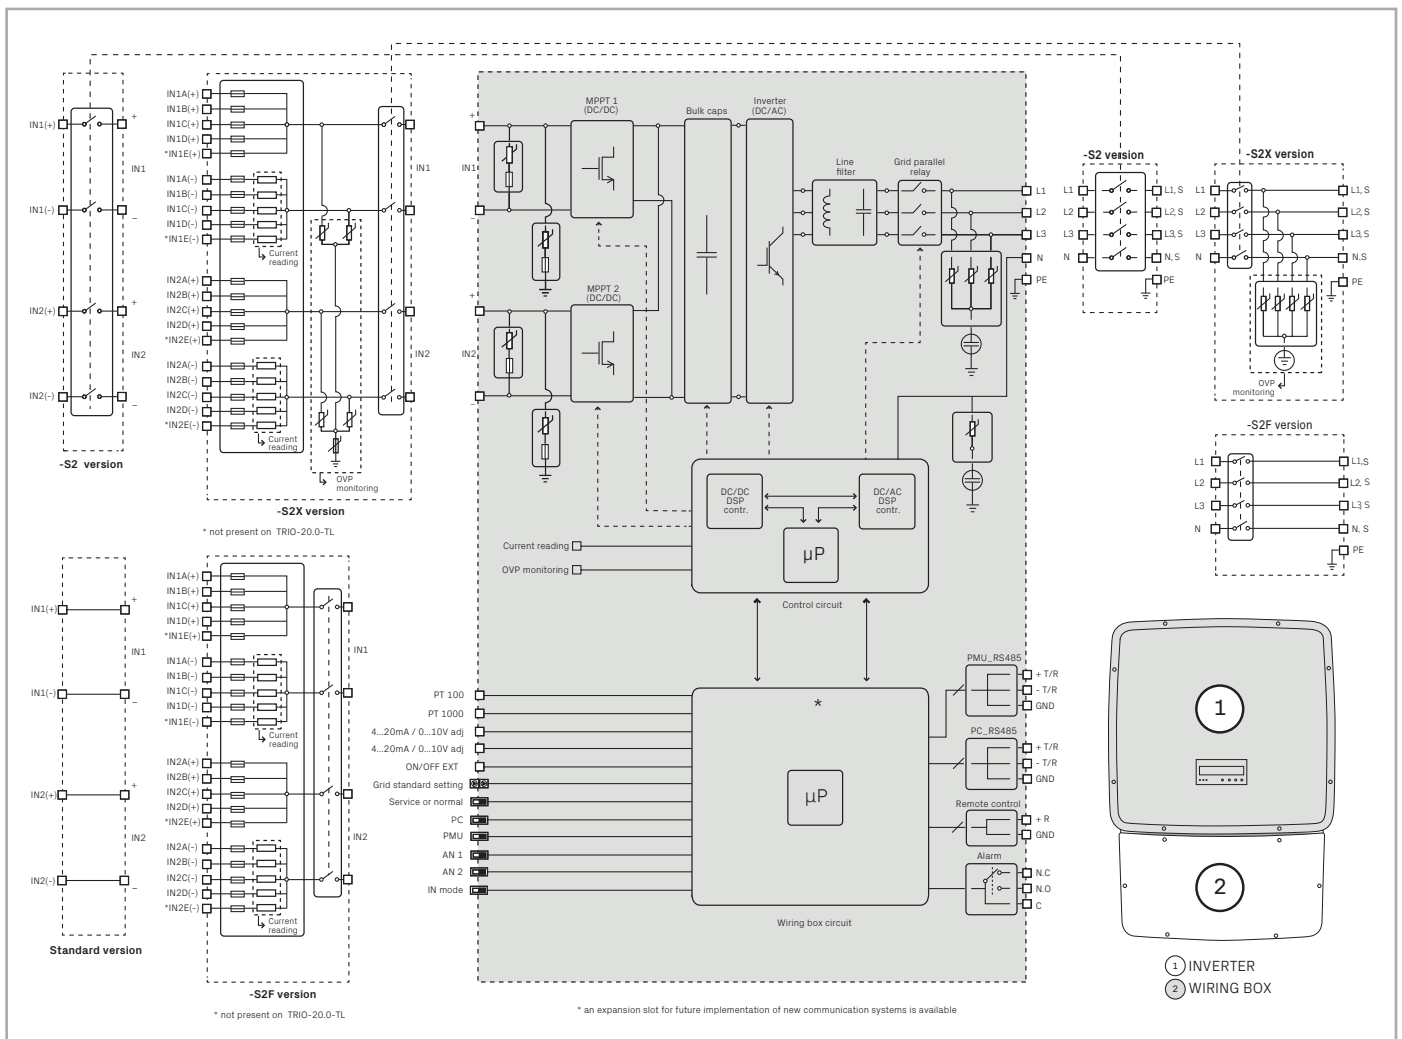 IN1(+)
+
IN1
IN1(-)
_
IN2(+)
+
IN2
IN2(-)
_
-S2 version
IN1A(+)
IN1B(+)
IN1C(+)
IN1D(+)
*IN1E(+)
IN1A(-)
IN1B(-)
IN1C(-)
IN1D(-)
*IN1E(-)
Current
reading
IN2A(+)
IN2B(+)
IN2C(+)
IN2D(+)
*IN2E(+)
IN2A(-)
IN2B(-)
IN2C(-)
IN2D(-)
*IN2E(-)
Current
reading
OVP
monitoring
IN1
IN2
-S2X version
* not present on TRIO-20.0-TL
IN1(+)
+
IN1
IN1(-)
_
IN2(+)
+
IN2
IN2(-)
_
Standard version
IN1A(+)
IN1B(+)
IN1C(+)
IN1D(+)
*IN1E(+)
IN1A(-)
IN1B(-)
IN1C(-)
IN1D(-)
*IN1E(-)
Current
reading
IN2A(+)
IN2B(+)
IN2C(+)
IN2D(+)
*IN2E(+)
IN2A(-)
IN2B(-)
IN2C(-)
IN2D(-)
*IN2E(-)
Current
reading
IN1
IN2
-S2F version
* not present on TRIO-20.0-TL
+
IN1
_
+
IN2
_
MPPT 1
(DC/DC)
MPPT 2
(DC/DC)
Bulk caps
Inverter
(DC/AC)
Line
filter
Grid parallel
relay
L1
L2
L3
N
PE
DC/DC
DSP
contr.
DC/AC
DSP
contr.
µP
Current reading
OVP monitoring
Control circuit
PT 100
PT 1000
4...20mA / 0...10V adj
4...20mA / 0...10V adj
ON/OFF EXT
Grid standard setting
Service or normal
PC
PMU
AN 1
AN 2
IN mode
*
µP
Wiring box circuit
PMU_RS485
+ T/R
- T/R
GND
PC_RS485
+ T/R
- T/R
GND
Remote control
+ R
GND
Alarm
N.C
N.O
C
* an expansion slot for future implementation of new communication systems is available
-S2 version
L1
L1, S
L2
L2, S
L3
L3, S
N
N, S
PE
-S2X version
L1
L1, S
L2
L2, S
L3
L3, S
N
N,S
PE
OVP
monitoring
-S2F version
L1
L1,S
L2
L2, S
L3
L3, S
N
N, S
PE
1
2
1 INVERTER
2 WIRING BOX